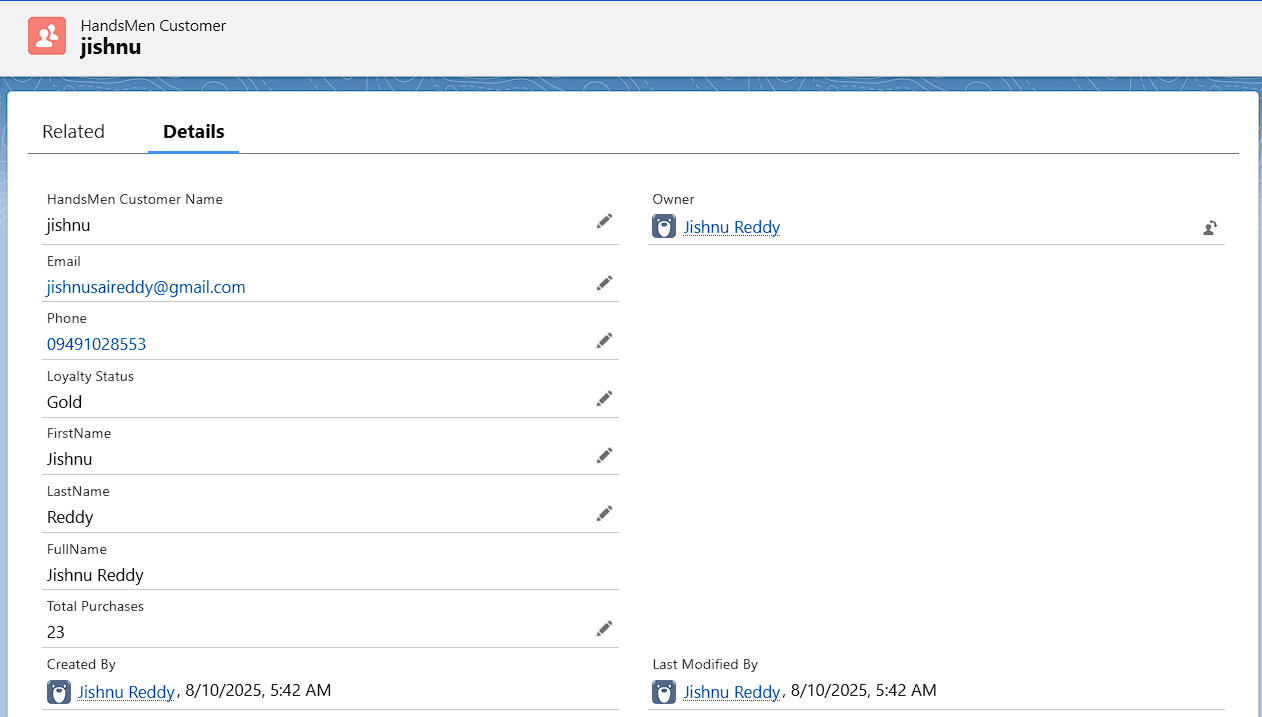 HandsMen Customer
jishnu
Related
Details
HandsMen Customer Name
jishnu
Owner
Jishnu Reddy
Email
jishnusaireddy@gmail.com
Phone
09491028553
Loyalty Status
Gold
FirstName
Jishnu
LastName
Reddy
FullName
Jishnu Reddy
Total Purchases
23
Created By
Jishnu Reddy, 8/10/2025, 5:42 AM
Last Modified By
Jishnu Reddy, 8/10/2025, 5:42 AM